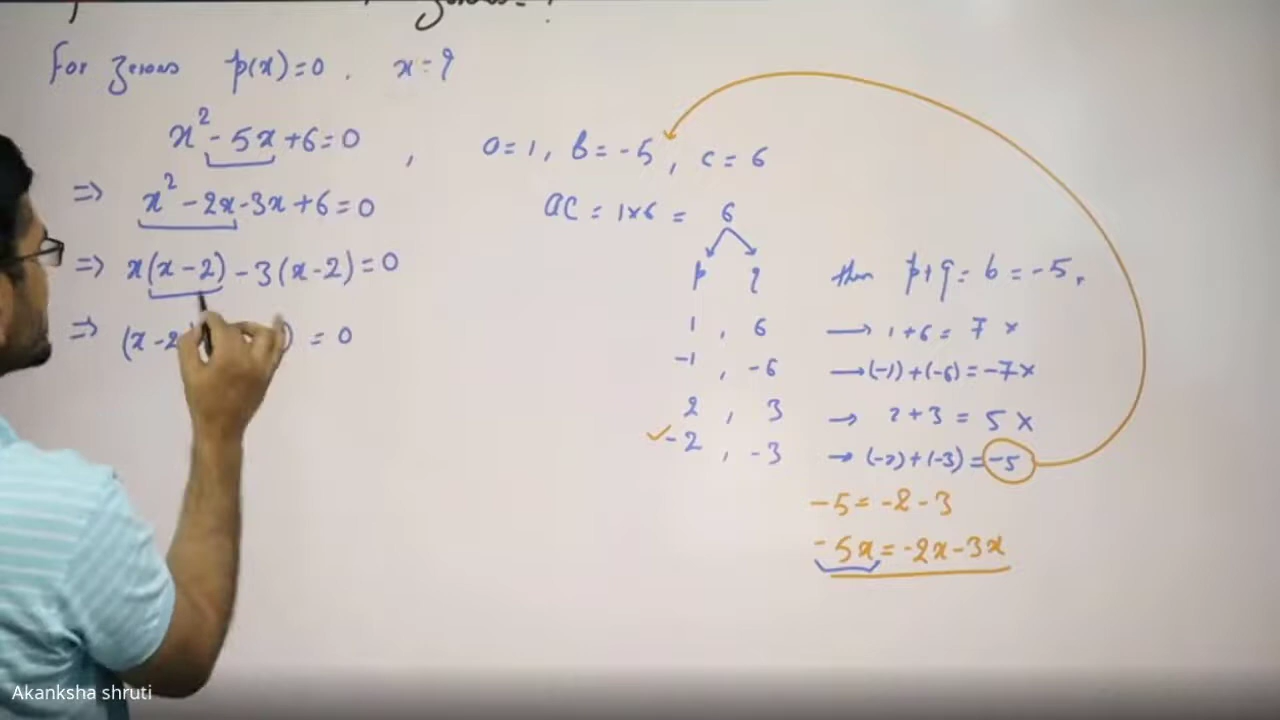 For zeros p(x)=0 . x=?
x² - 5x + 6 = 0 ,
=> x² - 2x - 3x + 6 = 0
=> x(x-2) - 3(x-2) = 0
=> (x-2 ) = 0
a=1, b=-5, c=6
ac = 1×6 = 6
p q then p+q = b = -5,
1 , 6 → 1+6 = 7 ×
-1 , -6 → (-1)+(-6) = -7 ×
2 , 3 → 2+3 = 5 ×
✓ -2 , -3 → (-2)+(-3) = -5
-5 = -2 - 3
-5x = -2x - 3x
Akanksha shruti